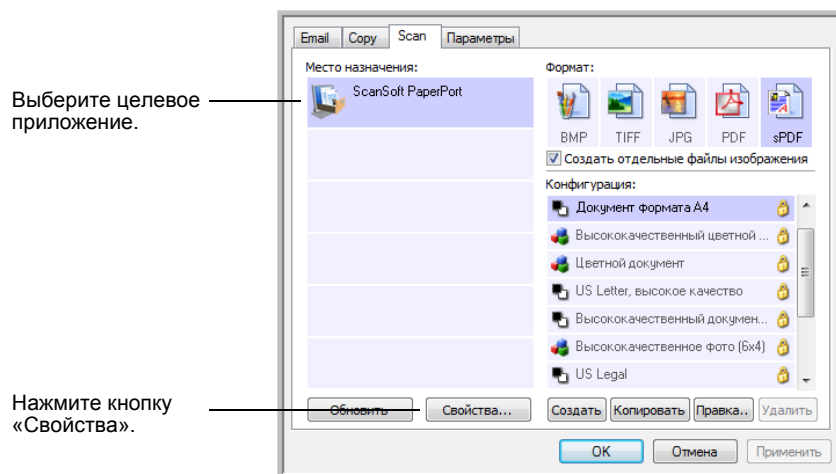 Email Copy Scan Параметры
Место назначения:
Формат:
ScanSoft PaperPort
Выберите целевое
приложение.
BMP TIFF JPG PDF sPDF
Создать отдельные файлы изображения
Конфигурация:
Документ формата A4
Высококачественный цветной ...
Цветной документ
US Letter, высокое качество
Высококачественный докумен...
Высококачественное фото (6x4)
US Legal
Нажмите кнопку
«Свойства».
Обновить Свойства... Создать Копировать Правка.. Удалить
OK Отмена Применить